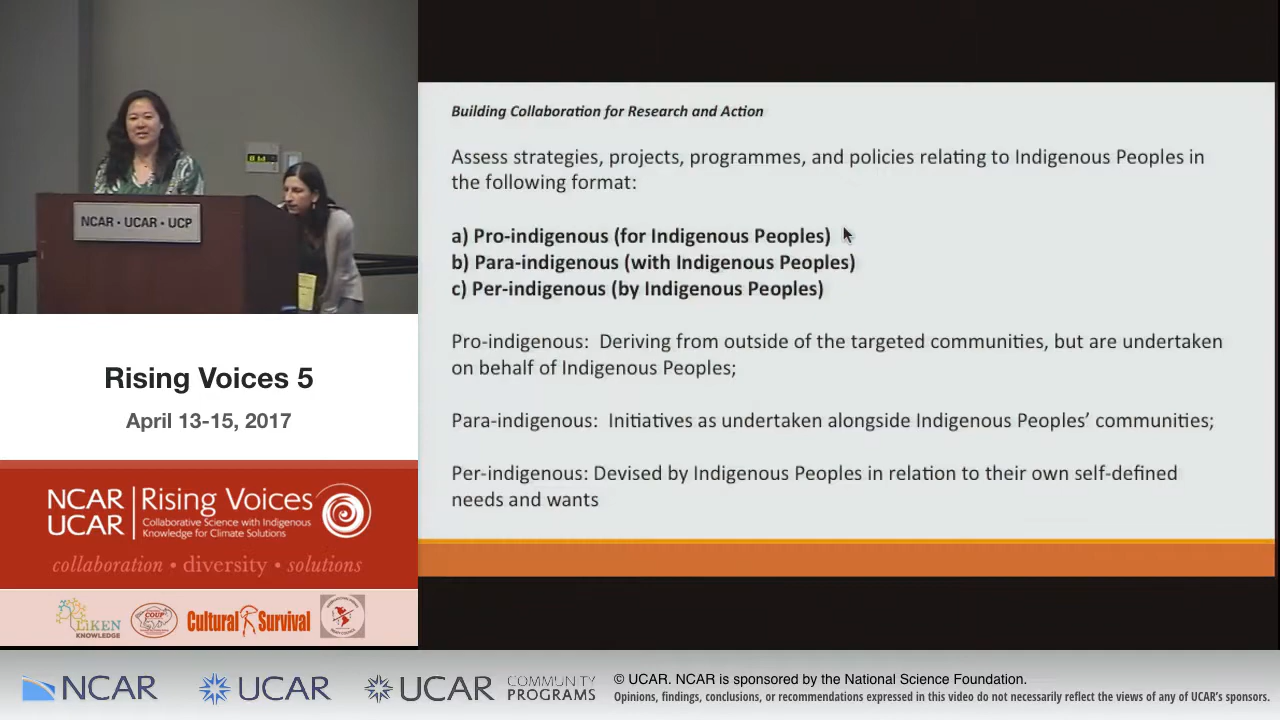 NCAR • UCAR • UCP
Rising Voices 5
April 13-15, 2017
NCAR
UCAR
Rising Voices
Collaborative Science with Indigenous
Knowledge for Climate Solutions
collaboration • diversity • solutions
LiKEN
KNOWLEDGE
COUP
Cultural Survival
Building Collaboration for Research and Action
Assess strategies, projects, programmes, and policies relating to Indigenous Peoples in
the following format:
a) Pro-indigenous (for Indigenous Peoples)
b) Para-indigenous (with Indigenous Peoples)
c) Per-indigenous (by Indigenous Peoples)
Pro-indigenous: Deriving from outside of the targeted communities, but are undertaken
on behalf of Indigenous Peoples;
Para-indigenous: Initiatives as undertaken alongside Indigenous Peoples’ communities;
Per-indigenous: Devised by Indigenous Peoples in relation to their own self-defined
needs and wants
NCAR
UCAR
UCAR
COMMUNITY
PROGRAMS
© UCAR. NCAR is sponsored by the National Science Foundation.
Opinions, findings, conclusions, or recommendations expressed in this video do not necessarily reflect the views of any of UCAR's sponsors.